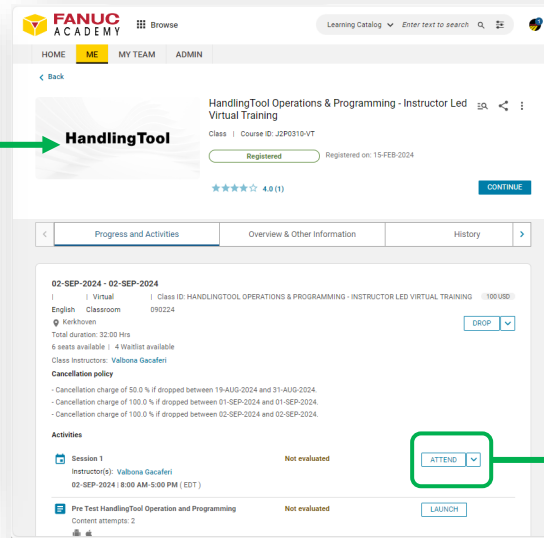 FANUC
ACADEMY
Browse
Learning Catalog
Enter text to search
HOME ME MY TEAM ADMIN
Back
HandlingTool
HandlingTool Operations & Programming - Instructor Led
Virtual Training
Class | Course ID: J2P0310-VT
Registered
Registered on: 15-FEB-2024
4.0 (1)
CONTINUE
Progress and Activities
Overview & Other Information
History
02-SEP-2024 - 02-SEP-2024
| | Virtual | Class ID: HANDLINGTOOL OPERATIONS & PROGRAMMING - INSTRUCTOR LED VIRTUAL TRAINING 100 USD
English Classroom 090224
Kerkhoven
DROP
Total duration: 32:00 Hrs
6 seats available | 4 Waitlist available
Class Instructors: Valbona Gacaferi
Cancellation policy
- Cancellation charge of 50.0 % if dropped between 19-AUG-2024 and 31-AUG-2024.
- Cancellation charge of 100.0 % if dropped between 01-SEP-2024 and 01-SEP-2024.
- Cancellation charge of 100.0 % if dropped between 02-SEP-2024 and 02-SEP-2024.
Activities
Session 1
Not evaluated
ATTEND
Instructor(s): Valbona Gacaferi
02-SEP-2024 | 8:00 AM-5:00 PM ( EDT )
Pre Test HandlingTool Operation and Programming
Not evaluated
LAUNCH
Content attempts: 2